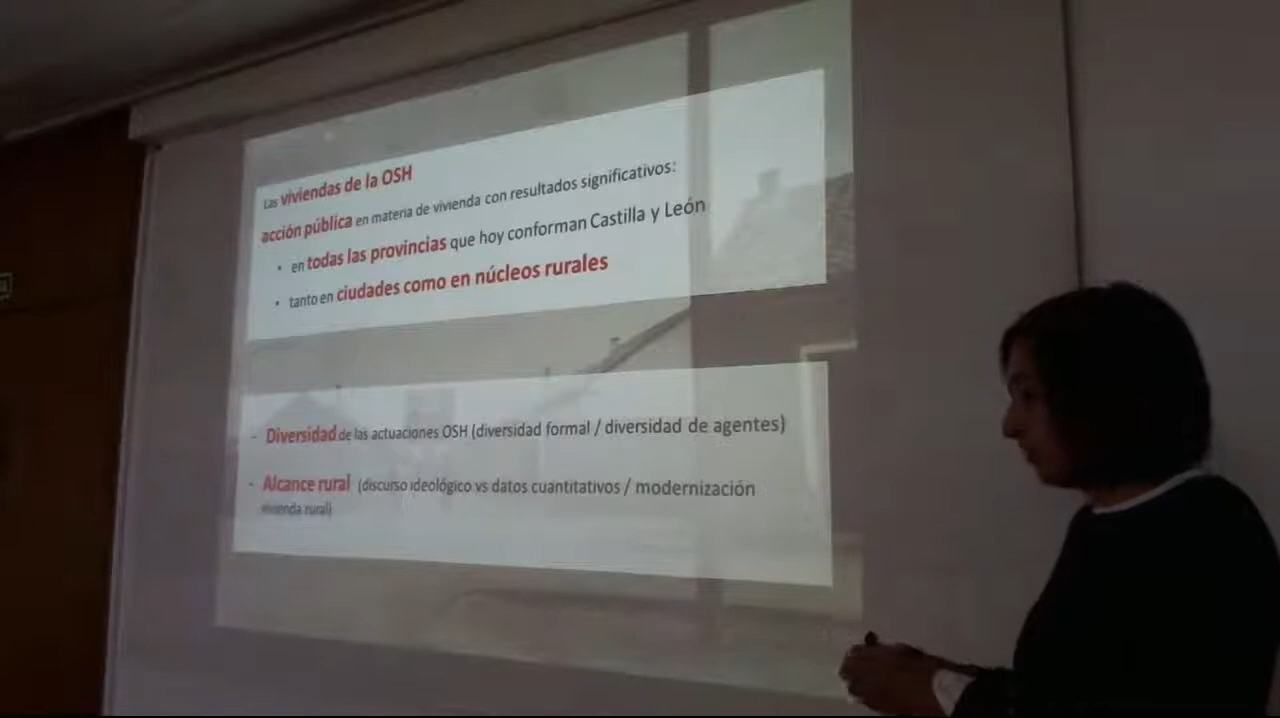 Las viviendas de la OSH
acción pública en materia de vivienda con resultados significativos:
• en todas las provincias que hoy conforman Castilla y León
• tanto en ciudades como en núcleos rurales
- Diversidad de las actuaciones OSH (diversidad formal / diversidad de agentes)
- Alcance rural (discurso ideológico vs datos cuantitativos / modernización
vivienda rural)